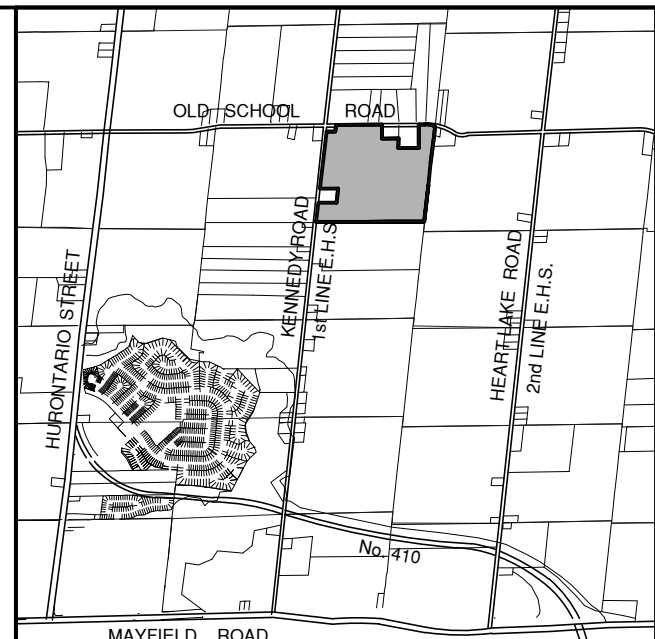 OLD SCHOOL ROAD
KENNEDY ROAD
1st LINE E.H.S
HEART LAKE ROAD
2nd LINE E.H.S.
HURONTARIO STREET
No. 410
MAYFIELD ROAD